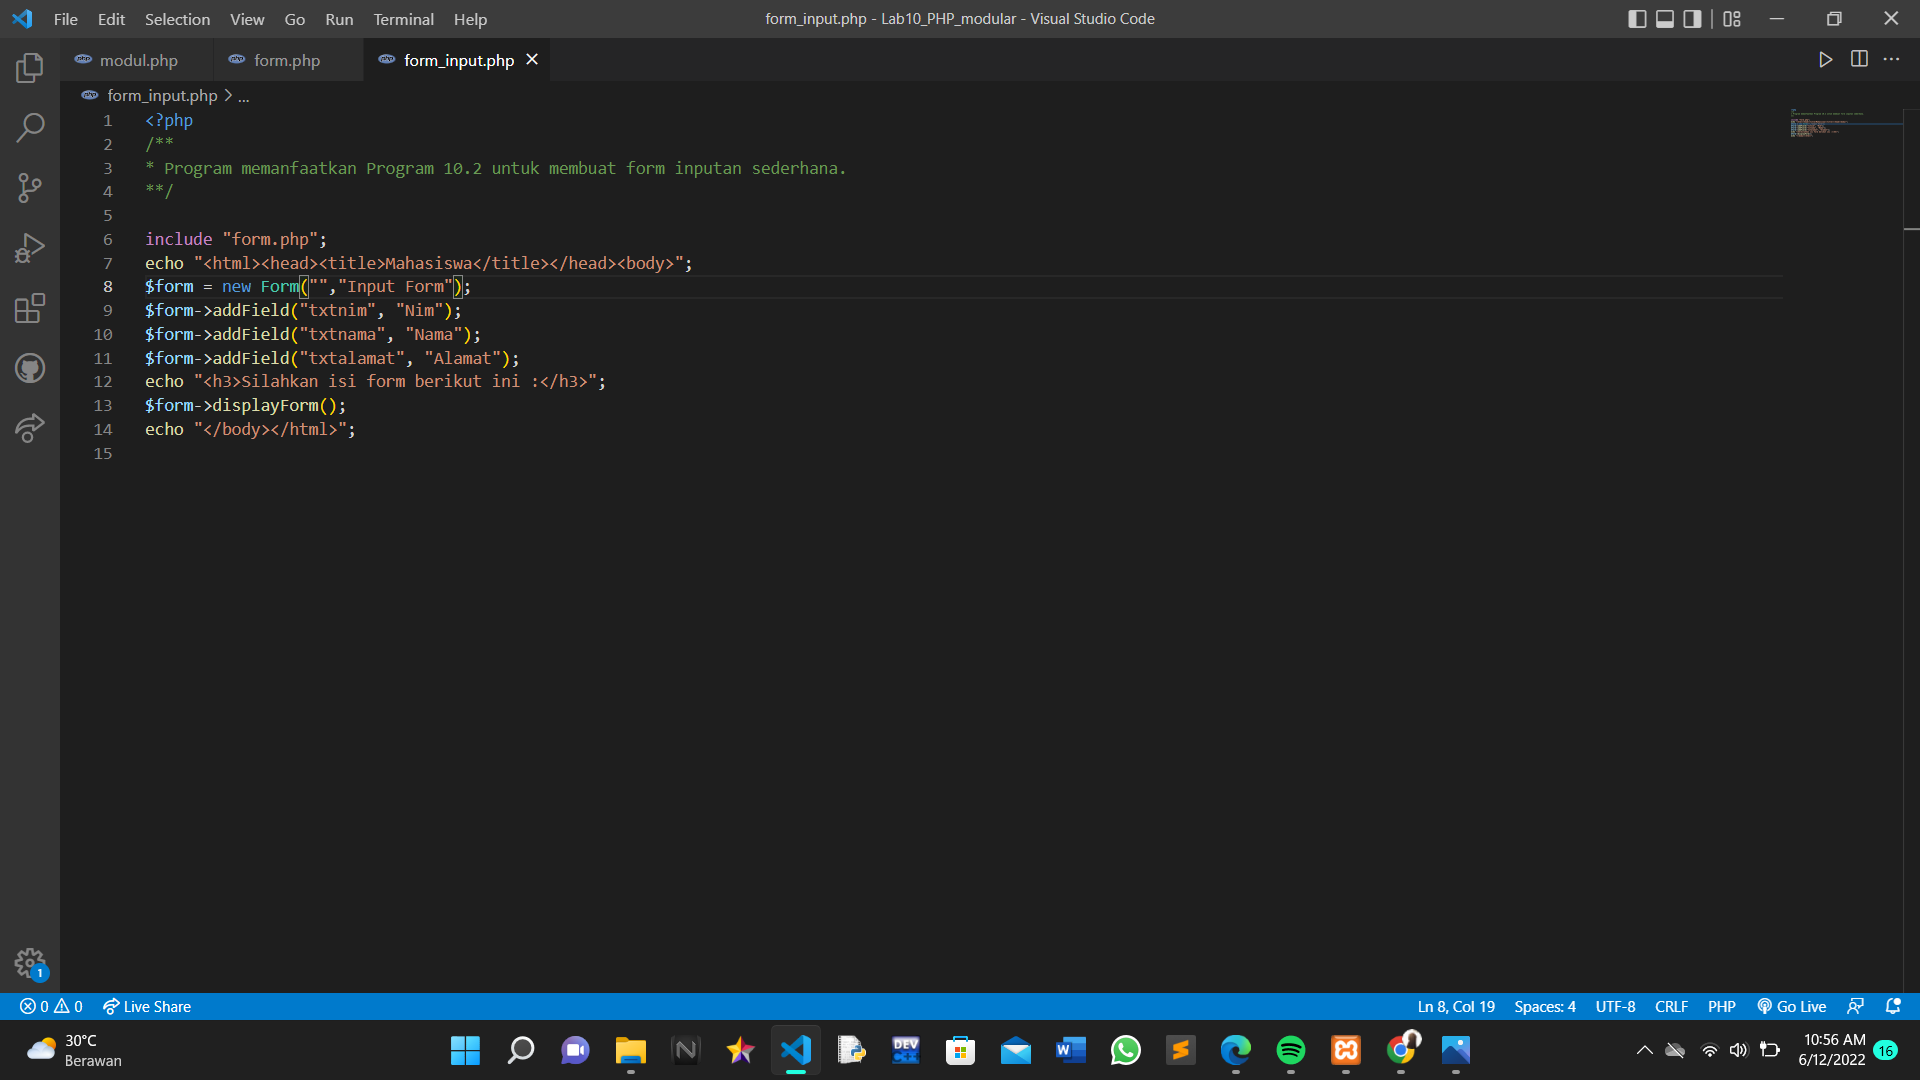 File Edit Selection View Go Run Terminal Help
form_input.php - Lab10_PHP_modular - Visual Studio Code
modul.php
form.php
form_input.php
form_input.php > ...
1 <?php
2 /**
3 * Program memanfaatkan Program 10.2 untuk membuat form inputan sederhana.
4 **/
5
6 include "form.php";
7 echo "<html><head><title>Mahasiswa</title></head><body>";
8 $form = new Form("","Input Form");
9 $form->addField("txtnim", "Nim");
10 $form->addField("txtnama", "Nama");
11 $form->addField("txtalamat", "Alamat");
12 echo "<h3>Silahkan isi form berikut ini :</h3>";
13 $form->displayForm();
14 echo "</body></html>";
15
1
0 0 Live Share
Ln 8, Col 19 Spaces: 4 UTF-8 CRLF PHP Go Live
30°C
Berawan
DEV
C++
10:56 AM
6/12/2022
16